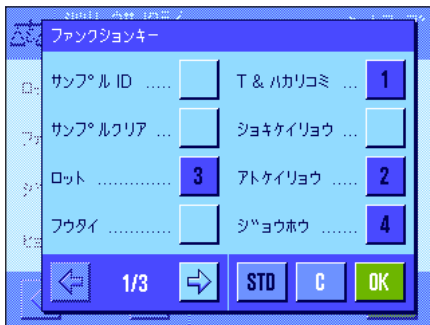 ファンクションキー
サンプル ID ..... T & ハカリコミ ... 1
サンプルクリア ... ショキケイリョウ ...
ロット ............. 3 アトケイリョウ ..... 2
フウタイ ........... ジョウホウ ....... 4
1/3 STD C OK